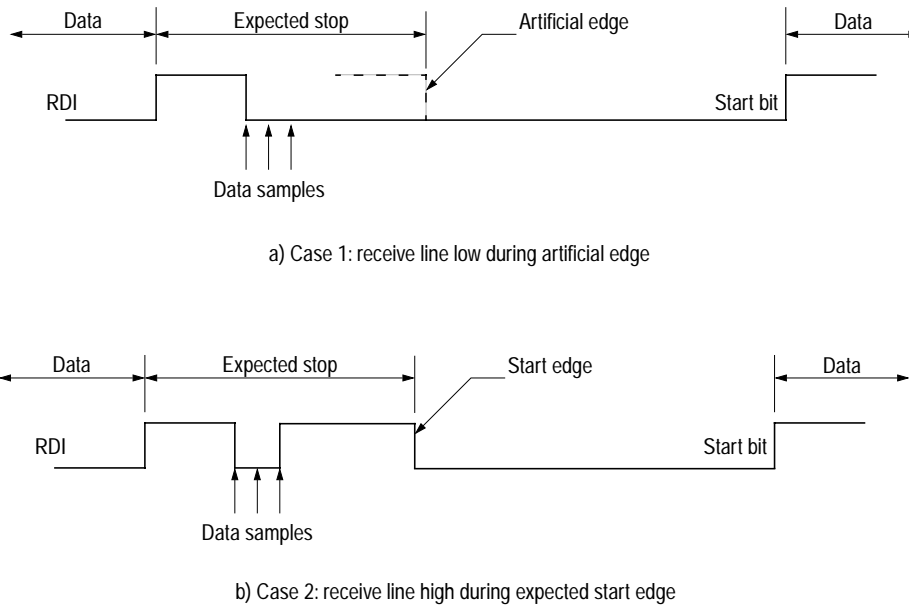 Data Expected stop Artificial edge Data
RDI Start bit
Data samples
a) Case 1: receive line low during artificial edge
Data Expected stop Start edge Data
RDI Start bit
Data samples
b) Case 2: receive line high during expected start edge